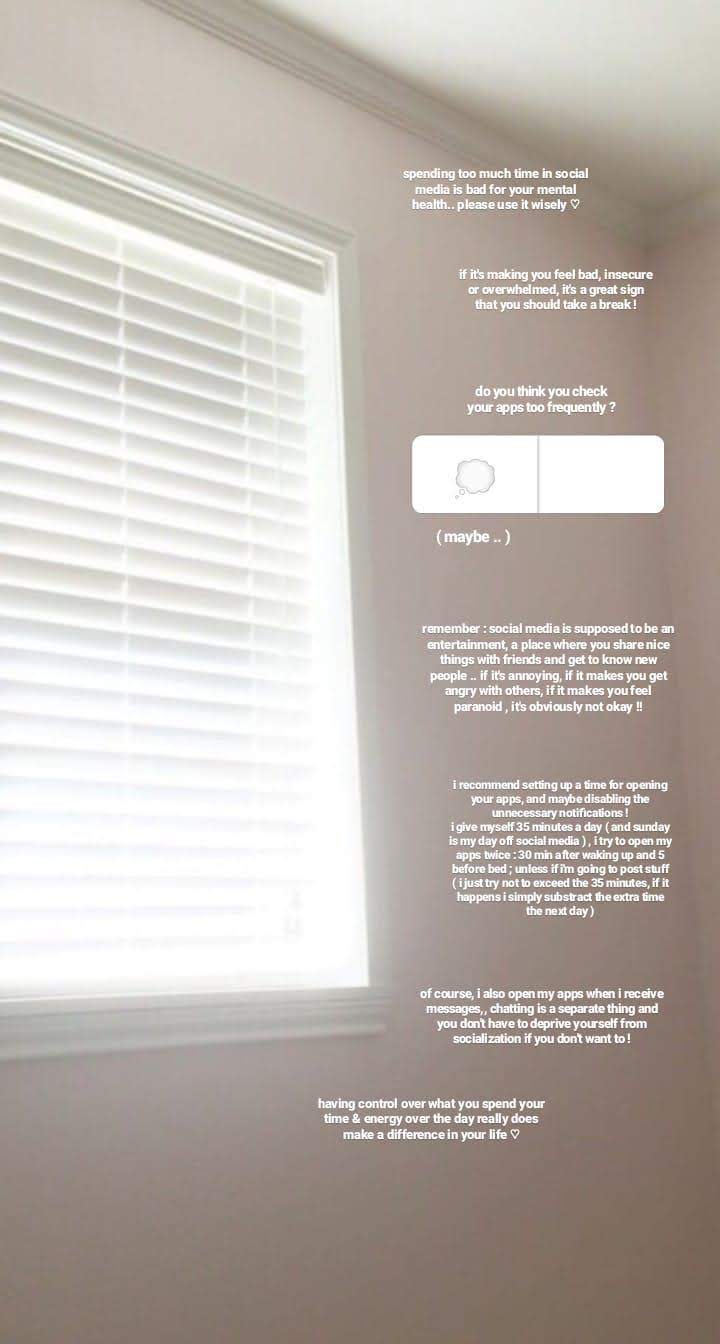 spending too much time in social
media is bad for your mental
health.. please use it wisely ♡
if it's making you feel bad, insecure
or overwhelmed, it's a great sign
that you should take a break !
do you think you check
your apps too frequently ?
( maybe .. )
remember : social media is supposed to be an
entertainment, a place where you share nice
things with friends and get to know new
people .. if it's annoying, if it makes you get
angry with others, if it makes you feel
paranoid , it's obviously not okay !!
i recommend setting up a time for opening
your apps, and maybe disabling the
unnecessary notifications !
i give myself 35 minutes a day ( and sunday
is my day off social media ) , i try to open my
apps twice : 30 min after waking up and 5
before bed ; unless if i'm going to post stuff
( i just try not to exceed the 35 minutes, if it
happens i simply substract the extra time
the next day )
of course, i also open my apps when i receive
messages,, chatting is a separate thing and
you don't have to deprive yourself from
socialization if you don't want to !
having control over what you spend your
time & energy over the day really does
make a difference in your life ♡